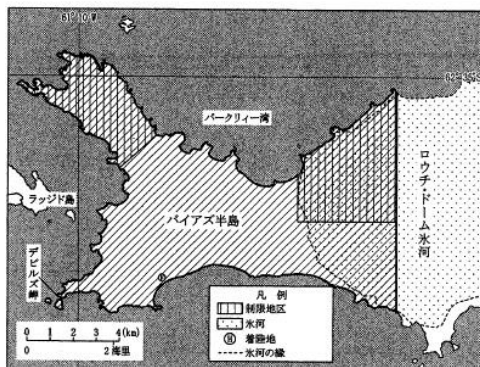 61°10′W
バークリィー湾
ラッジド島
バイアズ半島
ロウチ・ドーム氷河
デビルズ岬
凡例
制限地区
氷河
Ⓗ 着陸地
氷河の縁
0 2 4(km)
0 2 海里